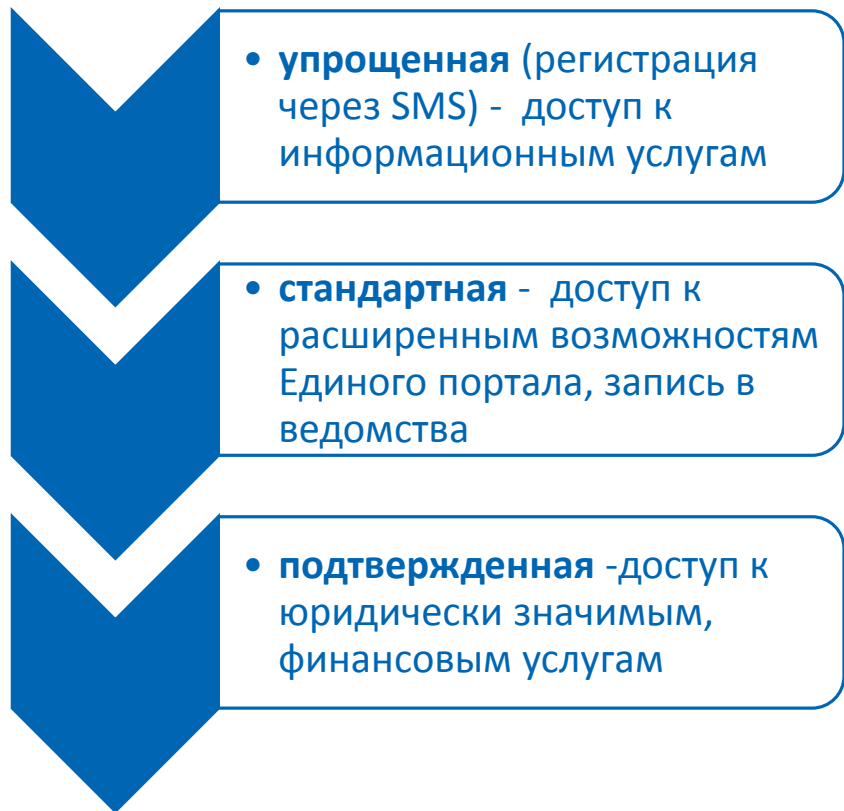 • упрощенная (регистрация
через SMS) - доступ к
информационным услугам
• стандартная - доступ к
расширенным возможностям
Единого портала, запись в
ведомства
• подтвержденная -доступ к
юридически значимым,
финансовым услугам